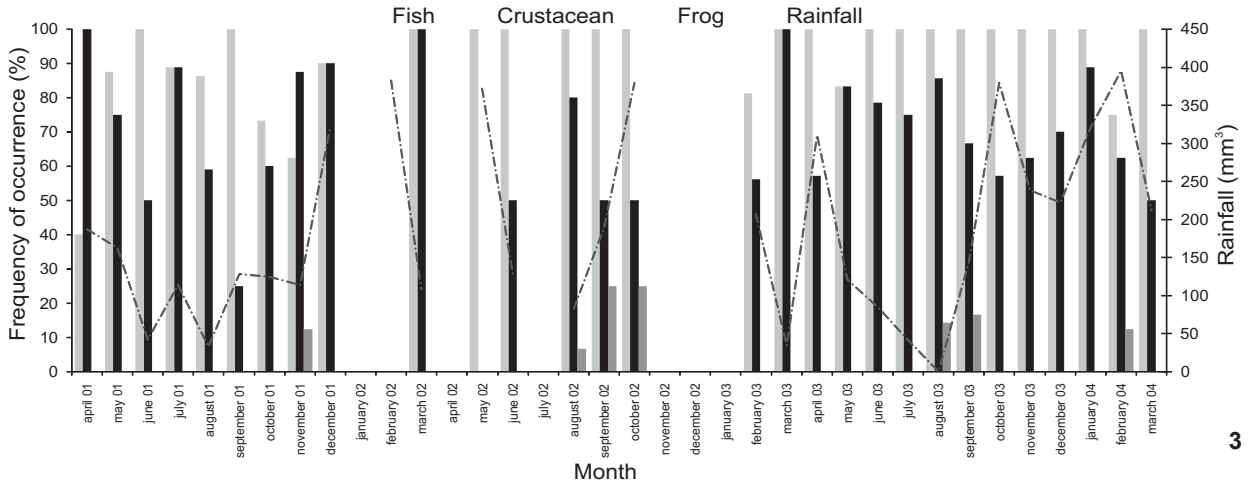 Fish Crustacean Frog Rainfall
Frequency of occurrence (%)
100
90
80
70
60
50
40
30
20
10
0
450
400
350
300
250
200
150
100
50
0
Rainfall (mm³)
april 01
may 01
june 01
july 01
august 01
september 01
october 01
november 01
december 01
january 02
february 02
march 02
april 02
may 02
june 02
july 02
august 02
september 02
october 02
november 02
december 02
january 03
february 03
march 03
april 03
may 03
june 03
july 03
august 03
september 03
october 03
november 03
december 03
january 04
february 04
march 04
Month
3